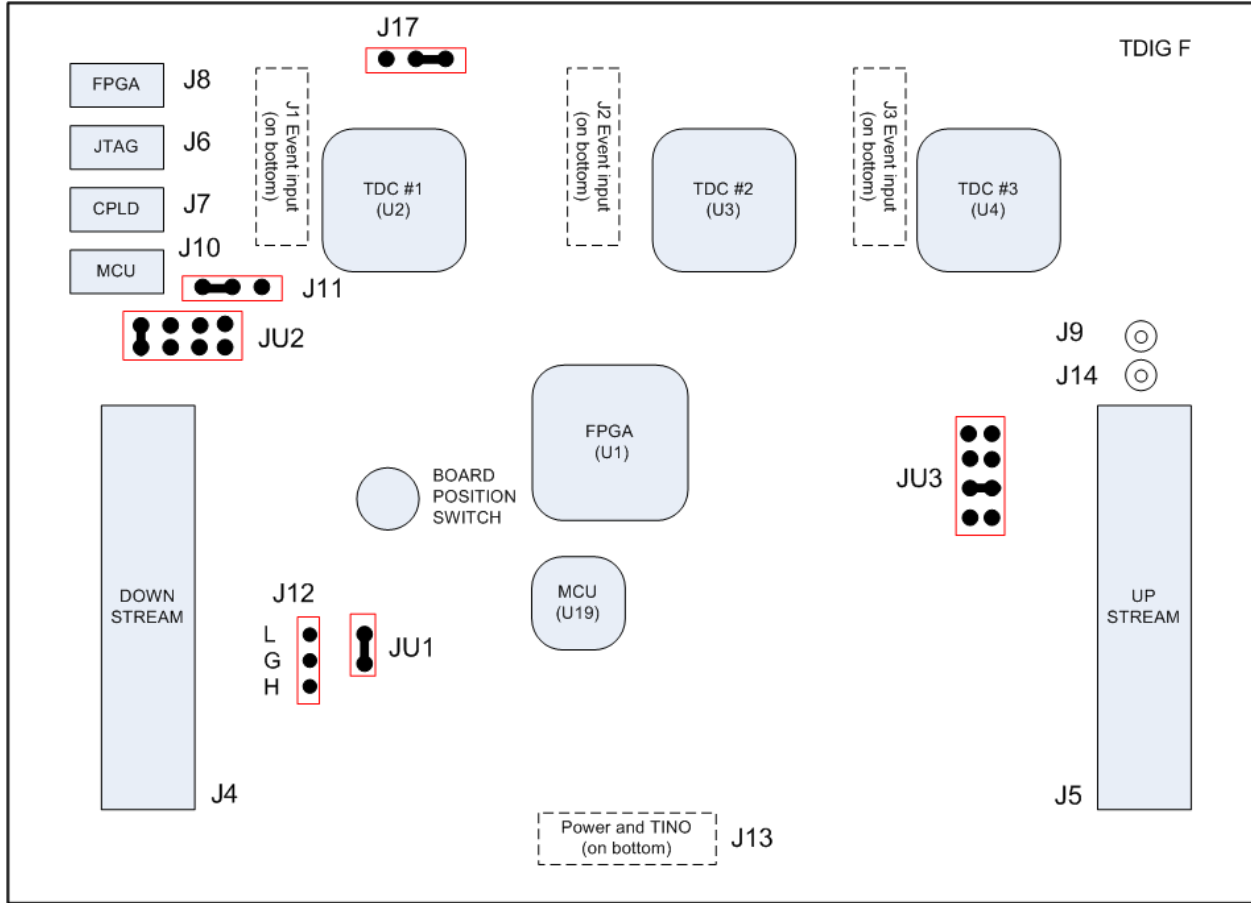 J17
TDIG F
FPGA
J8
J1 Event input
(on bottom)
J2 Event input
(on bottom)
J3 Event input
(on bottom)
JTAG
J6
TDC #1
(U2)
TDC #2
(U3)
TDC #3
(U4)
CPLD
J7
J10
MCU
J11
JU2
J9
J14
FPGA
(U1)
BOARD
POSITION
SWITCH
JU3
DOWN
STREAM
J12
L
G
H
JU1
MCU
(U19)
UP
STREAM
J4
J5
Power and TINO
(on bottom)
J13